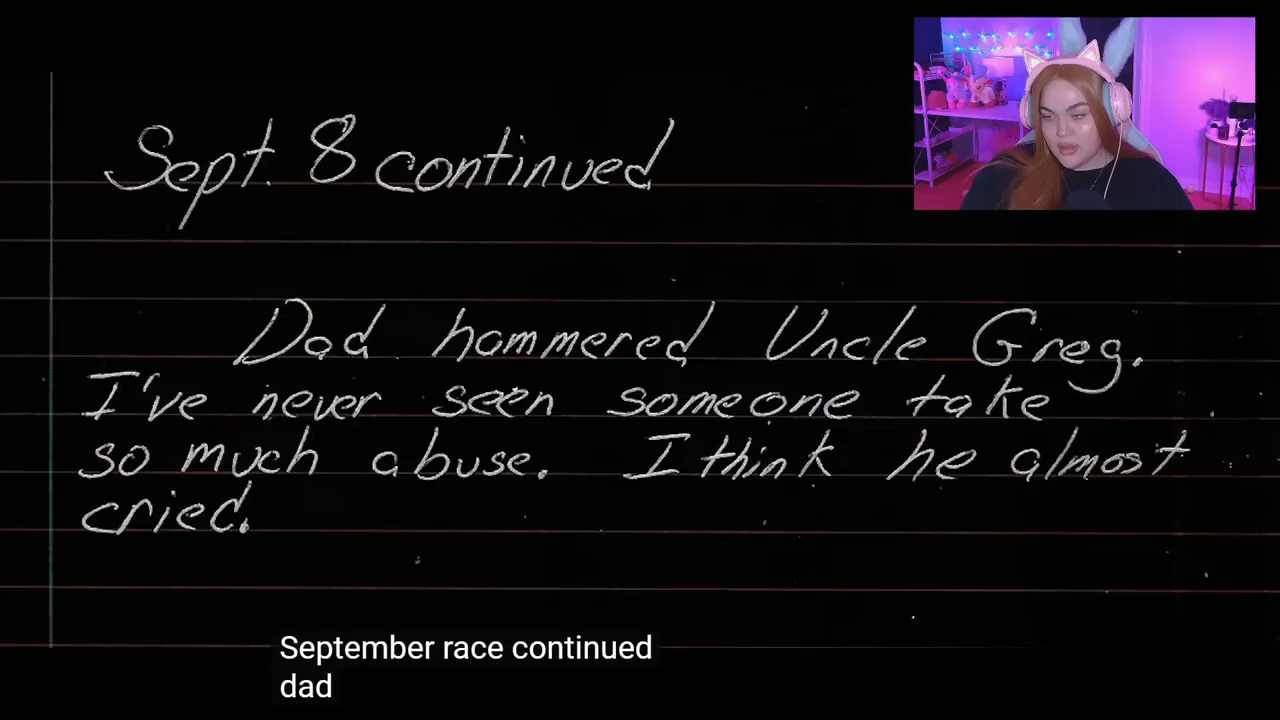 Sept. 8 continued
Dad hammered Uncle Greg.
I've never seen someone take
so much abuse. I think he almost
cried.
September race continued
dad